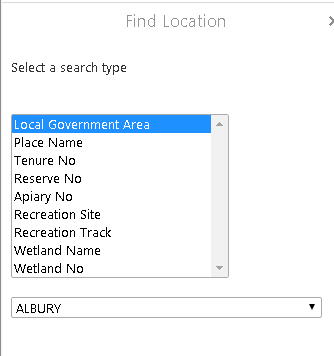 Find Location
Select a search type
Local Government Area
Place Name
Tenure No
Reserve No
Apiary No
Recreation Site
Recreation Track
Wetland Name
Wetland No
ALBURY